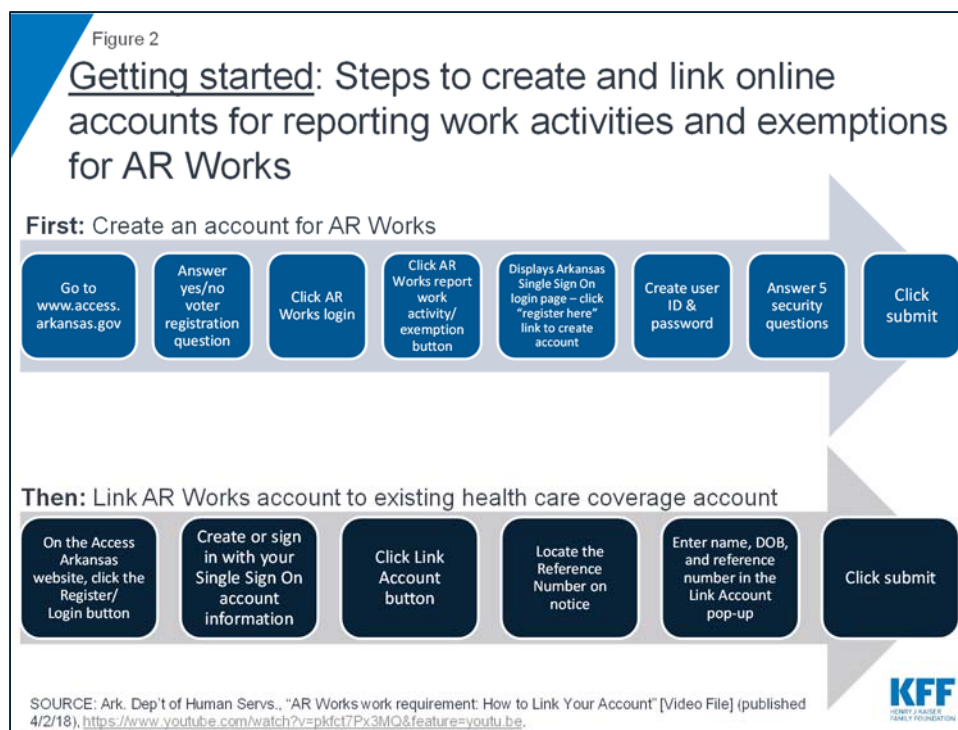 Figure 2
Getting started: Steps to create and link online
accounts for reporting work activities and exemptions
for AR Works
First: Create an account for AR Works
Go to
www.access.
arkansas.gov
Answer
yes/no
voter
registration
question
Click AR
Works login
Click AR
Works report
work
activity/
exemption
button
Displays Arkansas
Single Sign On
login page – click
“register here”
link to create
account
Create user
ID &
password
Answer 5
security
questions
Click
submit
Then: Link AR Works account to existing health care coverage account
On the Access
Arkansas
website, click the
Register/
Login button
Create or sign
in with your
Single Sign On
account
information
Click Link
Account
button
Locate the
Reference
Number on
notice
Enter name, DOB,
and reference
number in the
Link Account
pop-up
Click submit
SOURCE: Ark. Dep’t of Human Servs., “AR Works work requirement: How to Link Your Account” [Video File] (published
4/2/18), https://www.youtube.com/watch?v=pkfct7Px3MQ&feature=youtu.be.
KFF
HENRY J KAISER
FAMILY FOUNDATION